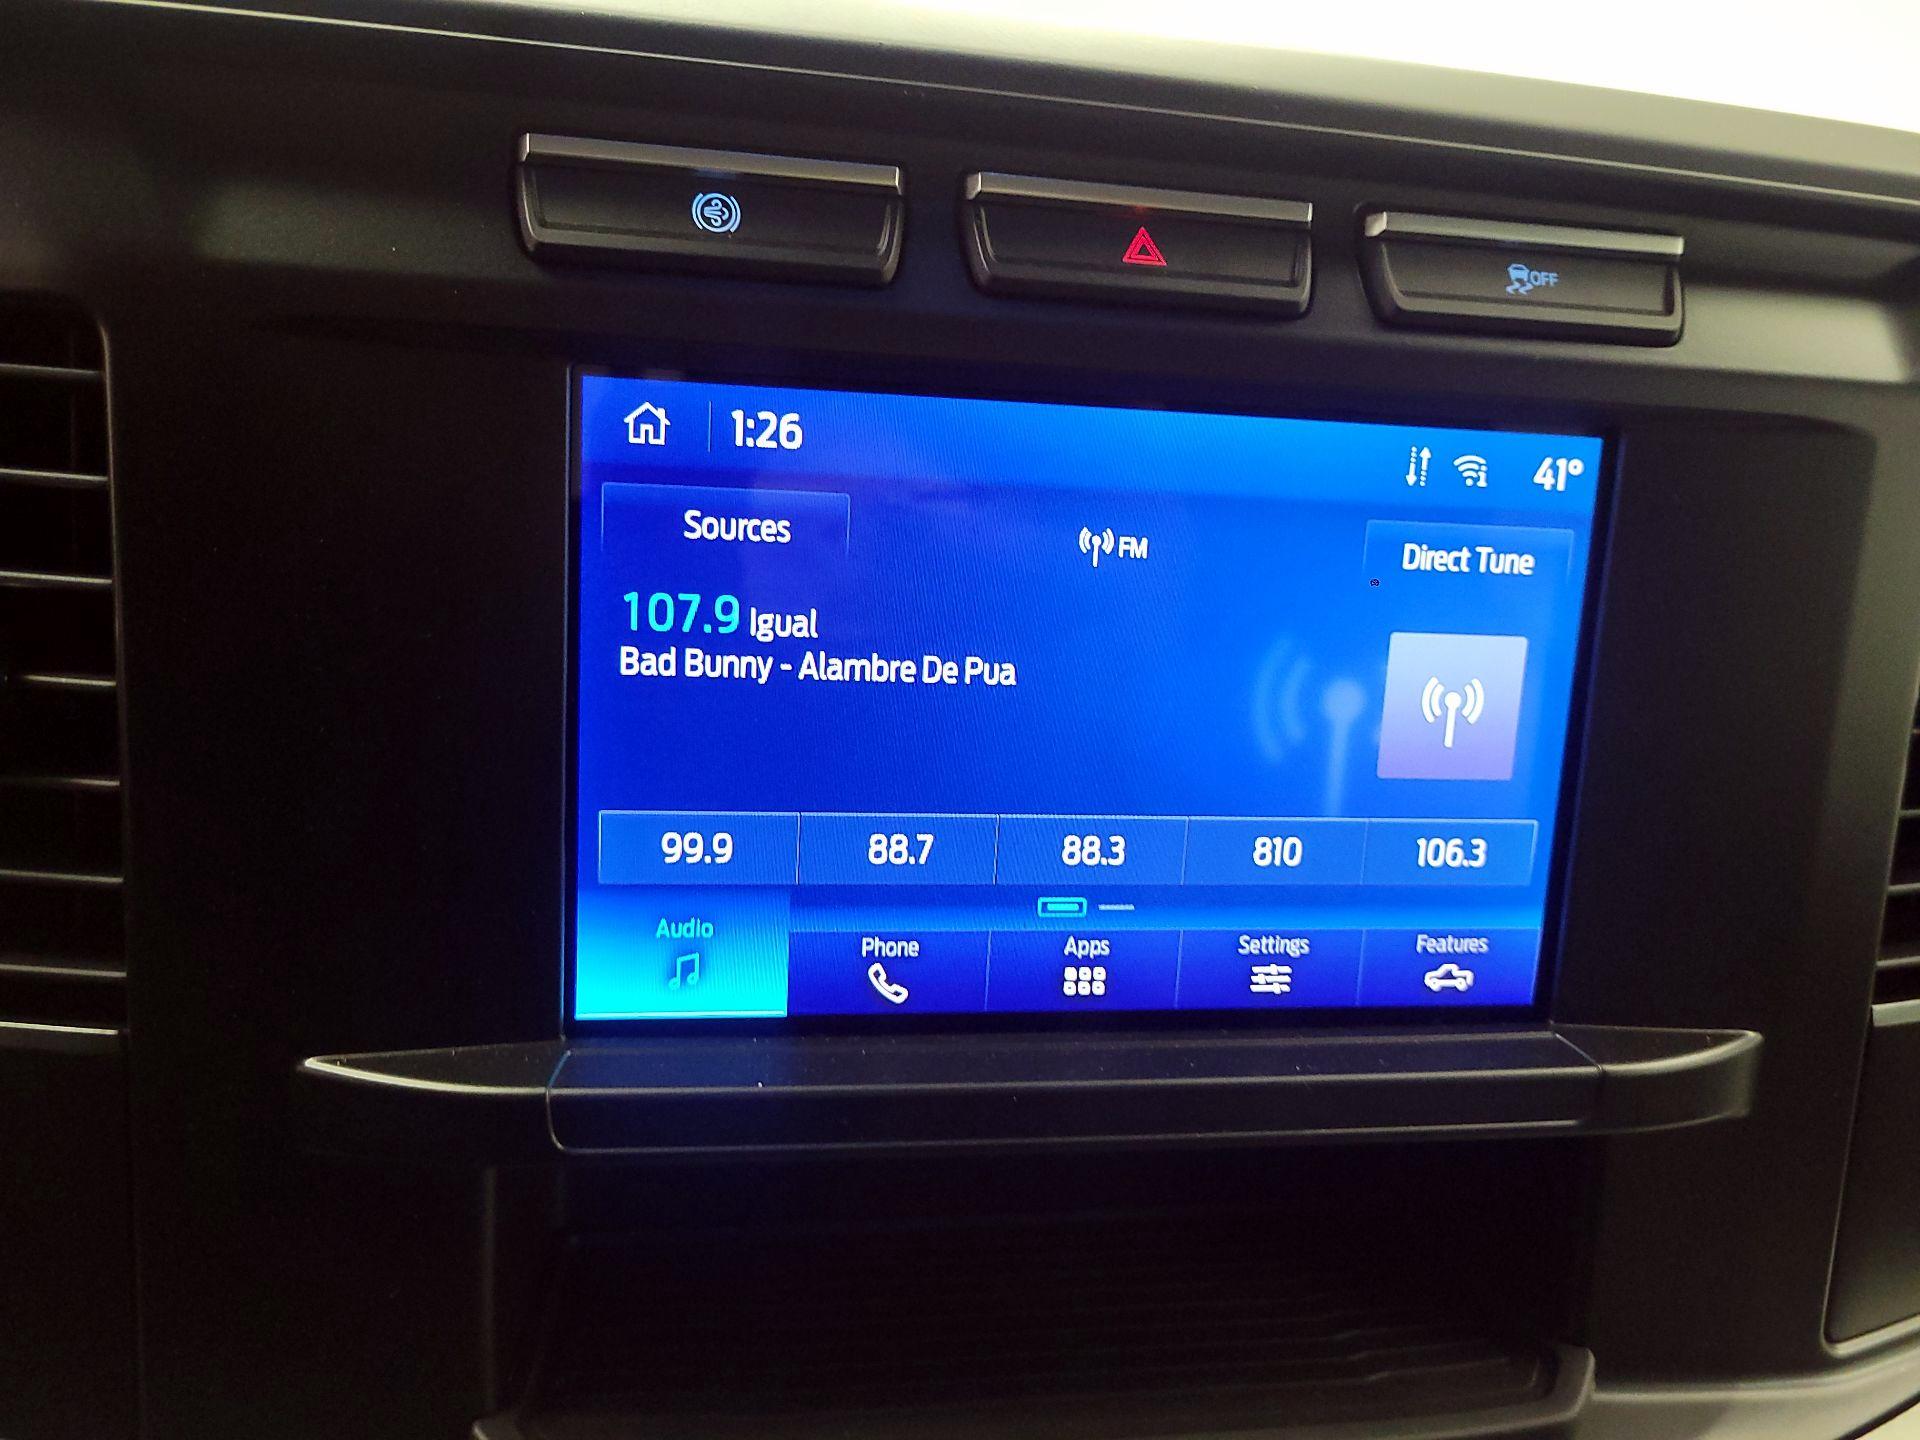 OFF
1:26
41°
Sources
FM
Direct Tune
107.9 Igual
Bad Bunny - Alambre De Pua
99.9 88.7 88.3 810 106.3
Audio Phone Apps Settings Features